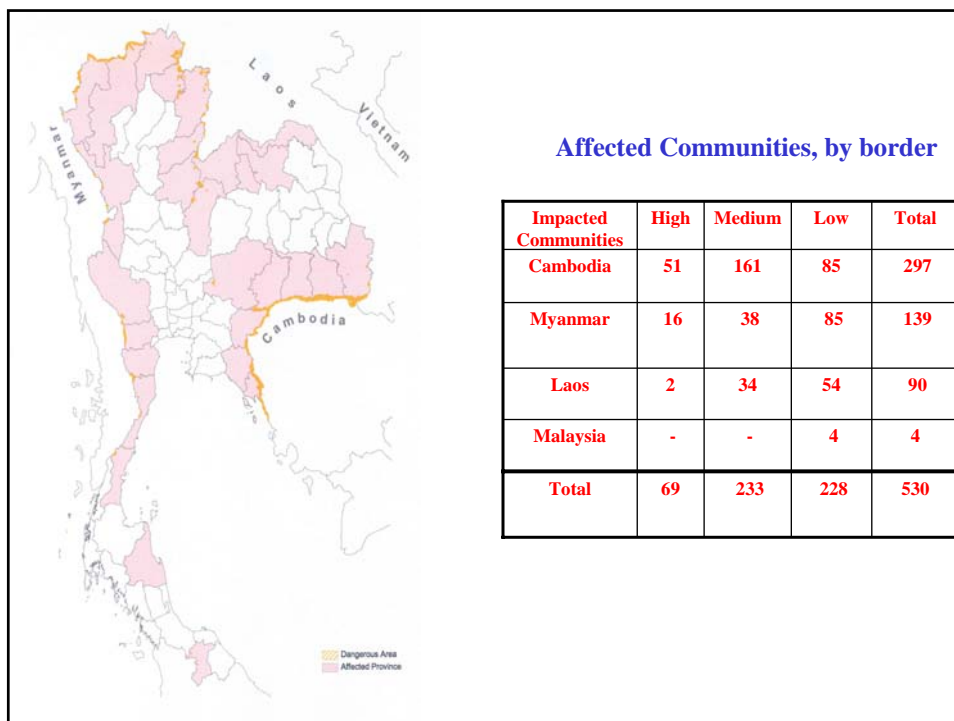 Laos
Vietnam
Myanmar
Cambodia
Dangerous Area
Affected Province
Affected Communities, by border
Impacted Communities High Medium Low Total
Cambodia 51 161 85 297
Myanmar 16 38 85 139
Laos 2 34 54 90
Malaysia - - 4 4
Total 69 233 228 530